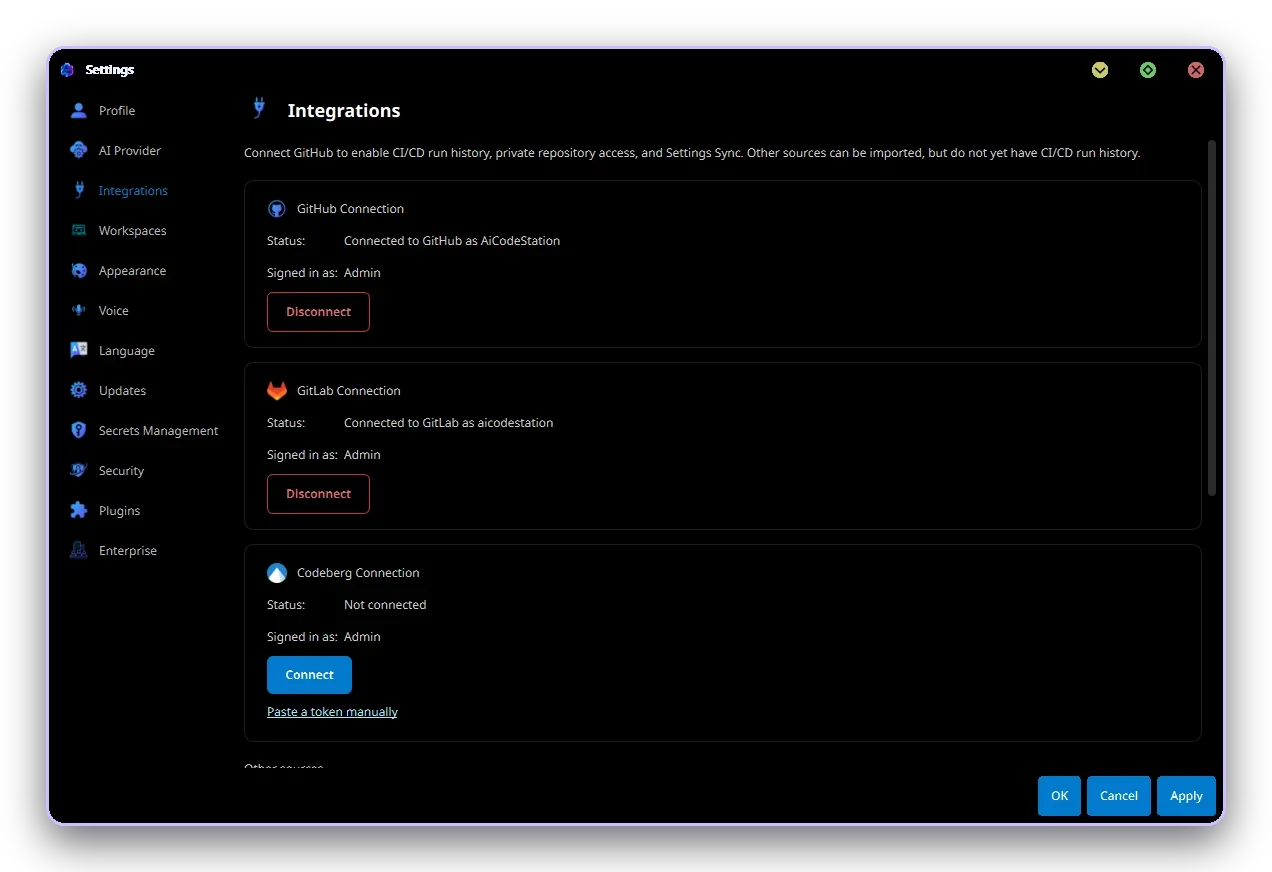 Settings
Profile
AI Provider
Integrations
Workspaces
Appearance
Voice
Language
Updates
Secrets Management
Security
Plugins
Enterprise
Integrations
Connect GitHub to enable CI/CD run history, private repository access, and Settings Sync. Other sources can be imported, but do not yet have CI/CD run history.
GitHub Connection
Status: Connected to GitHub as AiCodeStation
Signed in as: Admin
Disconnect
GitLab Connection
Status: Connected to GitLab as aicodestation
Signed in as: Admin
Disconnect
Codeberg Connection
Status: Not connected
Signed in as: Admin
Connect
Paste a token manually
Other sources
OK Cancel Apply